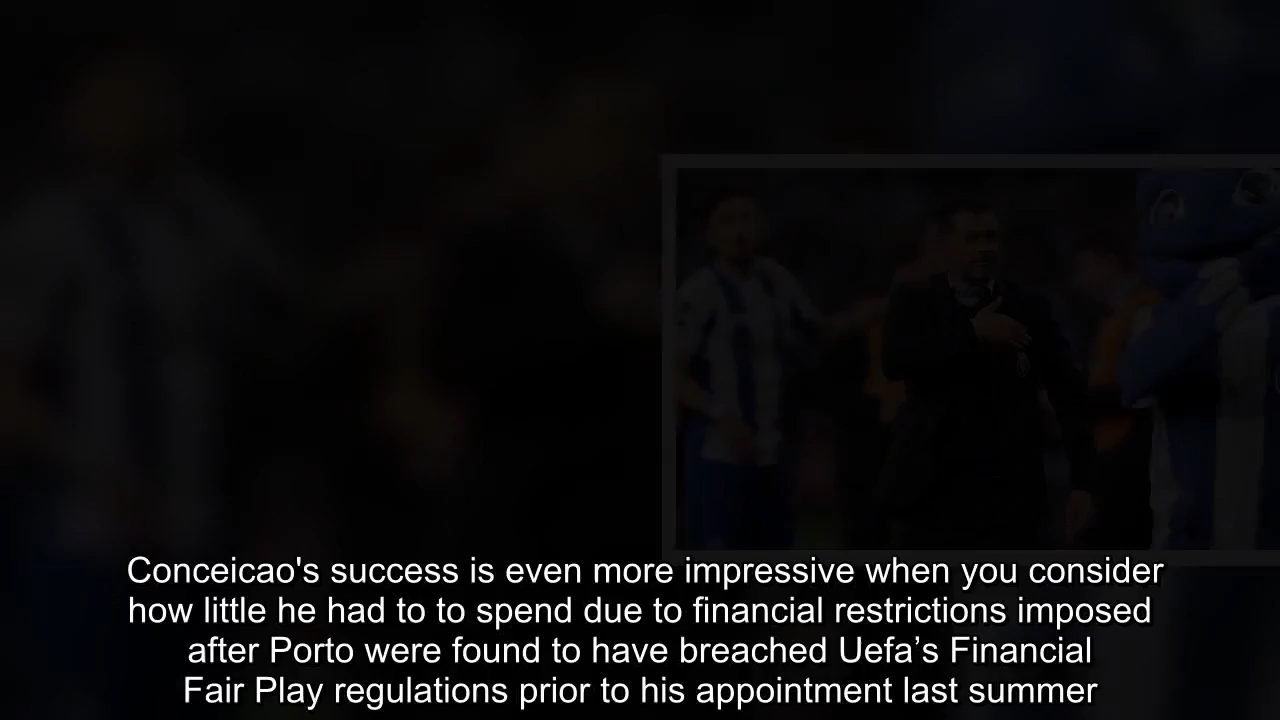 Conceicao's success is even more impressive when you consider
how little he had to to spend due to financial restrictions imposed
after Porto were found to have breached Uefa’s Financial
Fair Play regulations prior to his appointment last summer